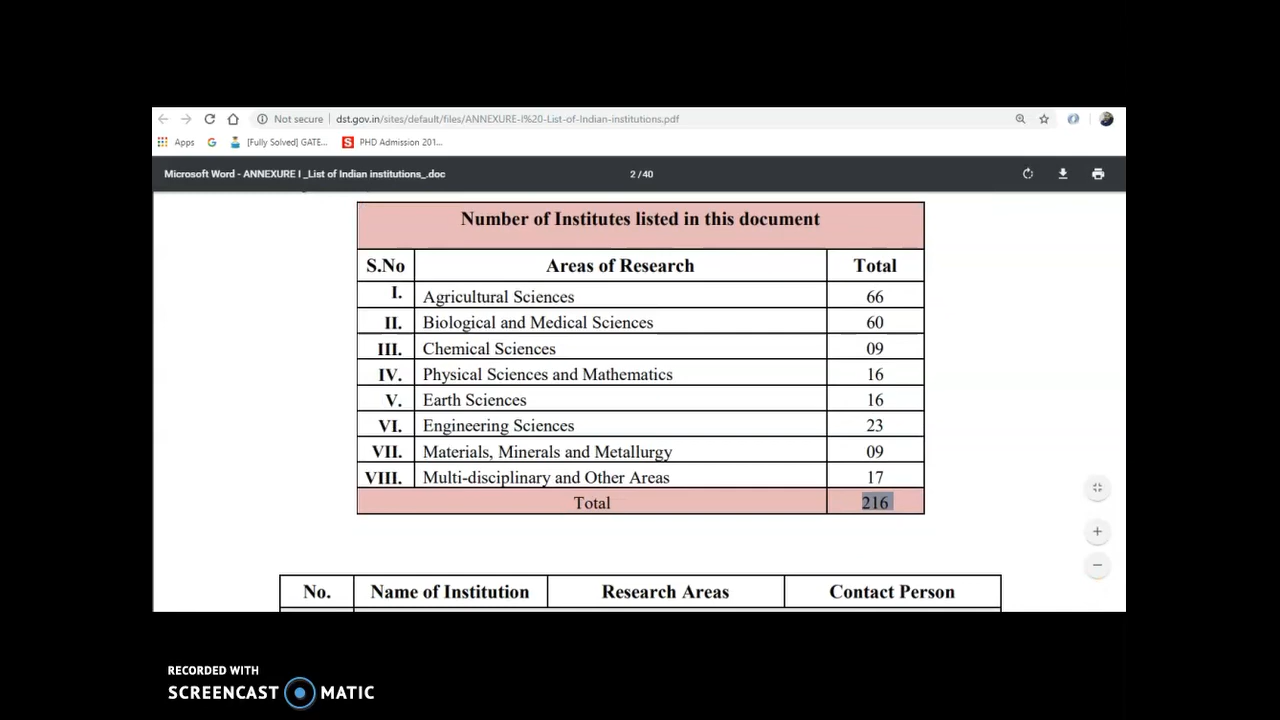 Not secure | dst.gov.in/sites/default/files/ANNEXURE-I%20-List-of-Indian-institutions.pdf
Apps [Fully Solved] GATE... S PHD Admission 201...
Microsoft Word - ANNEXURE I _List of Indian institutions_.doc 2 / 40
Number of Institutes listed in this document
S.No Areas of Research Total
I. Agricultural Sciences 66
II. Biological and Medical Sciences 60
III. Chemical Sciences 09
IV. Physical Sciences and Mathematics 16
V. Earth Sciences 16
VI. Engineering Sciences 23
VII. Materials, Minerals and Metallurgy 09
VIII. Multi-disciplinary and Other Areas 17
Total 216
No. Name of Institution Research Areas Contact Person
RECORDED WITH
SCREENCAST MATIC